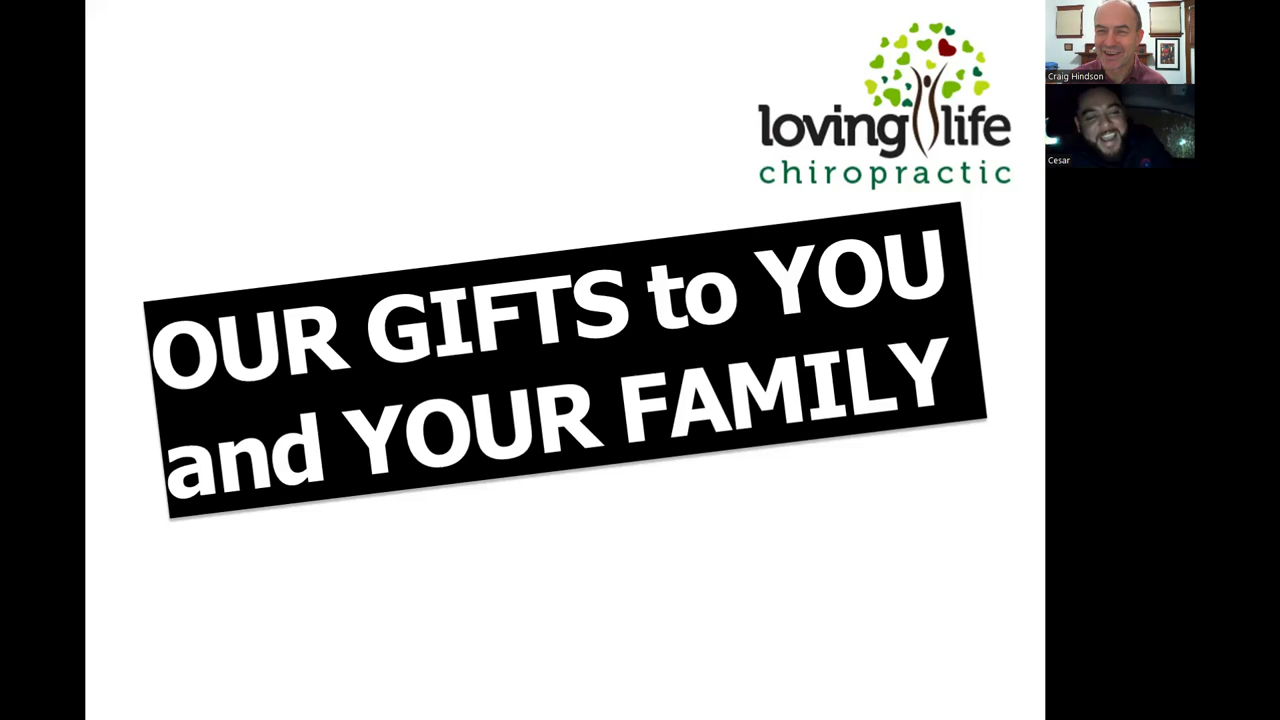 loving life
chiropractic
OUR GIFTS to YOU
and YOUR FAMILY
Craig Hindson
Cesar